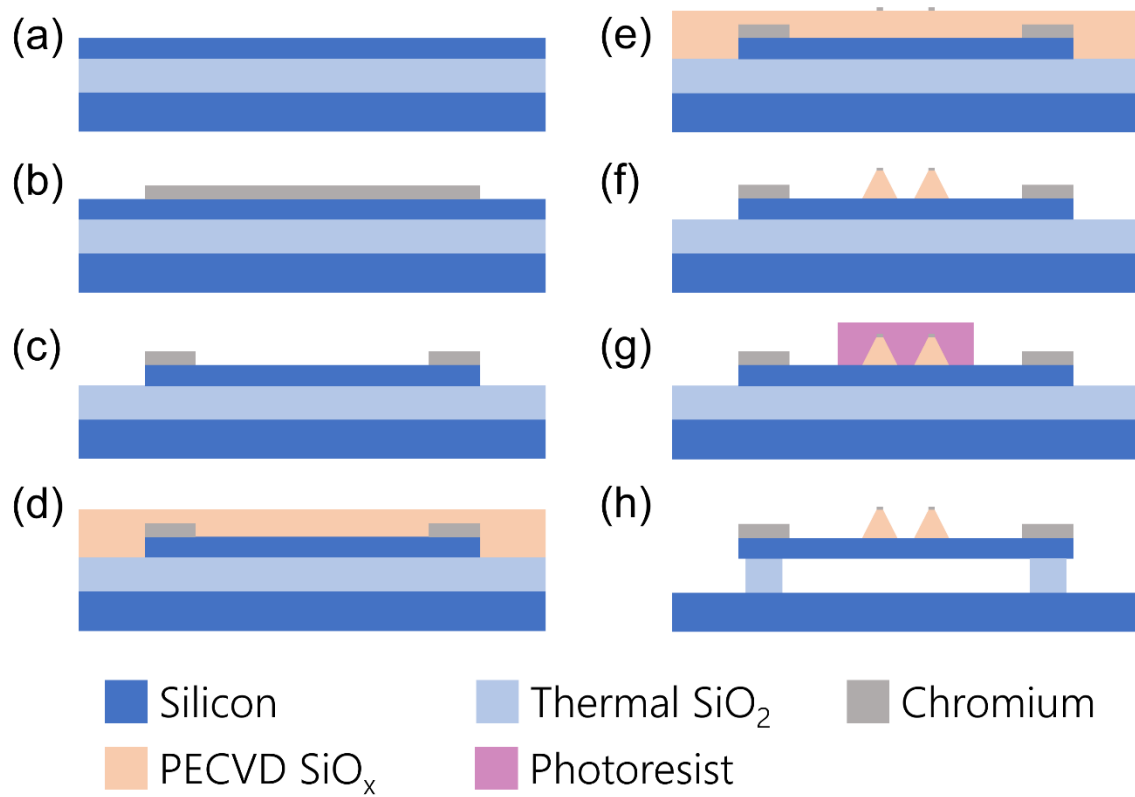 (a)
(b)
(c)
(d)
(e)
(f)
(g)
(h)
Silicon
Thermal SiO₂
Chromium
PECVD SiOₓ
Photoresist